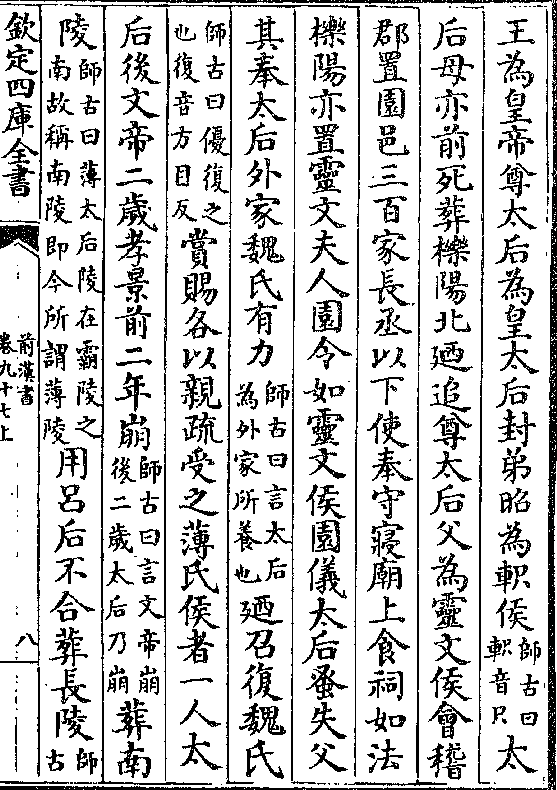 王為皇帝尊太后為皇太后封弟昭為軹侯師古曰軹音只太
后母亦前死葬櫟陽北廼追尊太后父為靈文侯會稽
郡置園邑三百家長丞以下使奉守寢廟上食祠如法
櫟陽亦置靈文夫人園令如靈文侯園儀太后蚤失父
其奉太后外家魏氏有力師古曰言太后為外家所養也廼召復魏氏
師古曰優復之也復音方目反賞賜各以親疏受之薄氏侯者一人太
后後文帝二歲孝景前二年崩師古曰言文帝崩後二歲太后乃崩葬南
陵師古曰薄太后陵在霸陵之南故稱南陵即今所謂薄陵用呂后不合葬長陵師古
欽定四庫全書
前漢書
卷九十七上
八